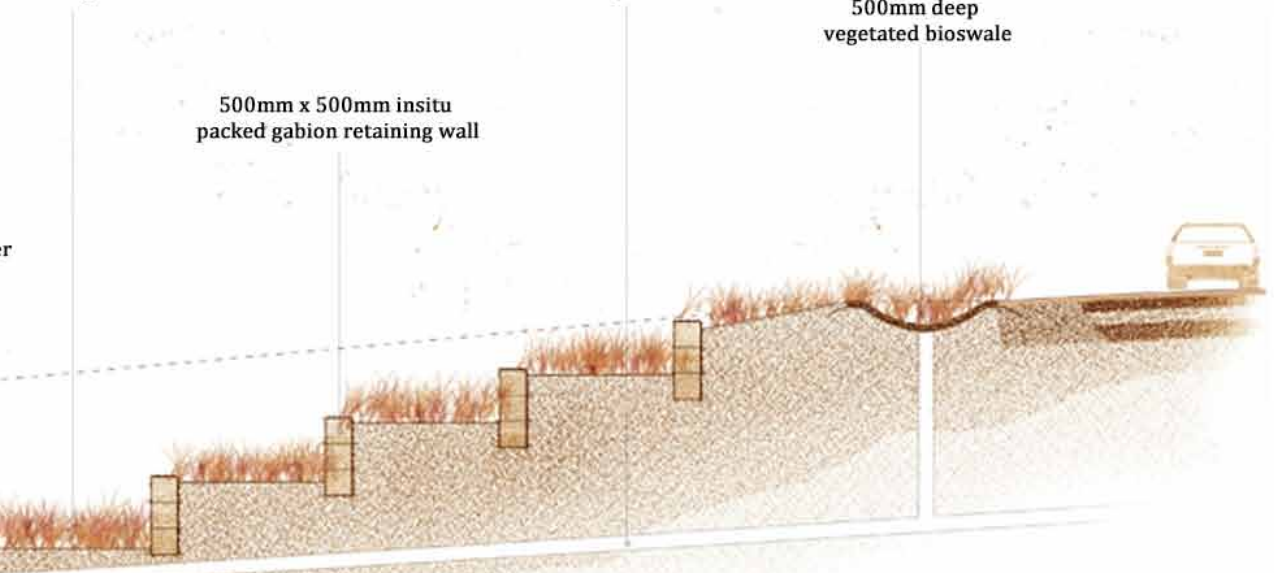 500mm deep
vegetated bioswale
500mm x 500mm insitu
packed gabion retaining wall